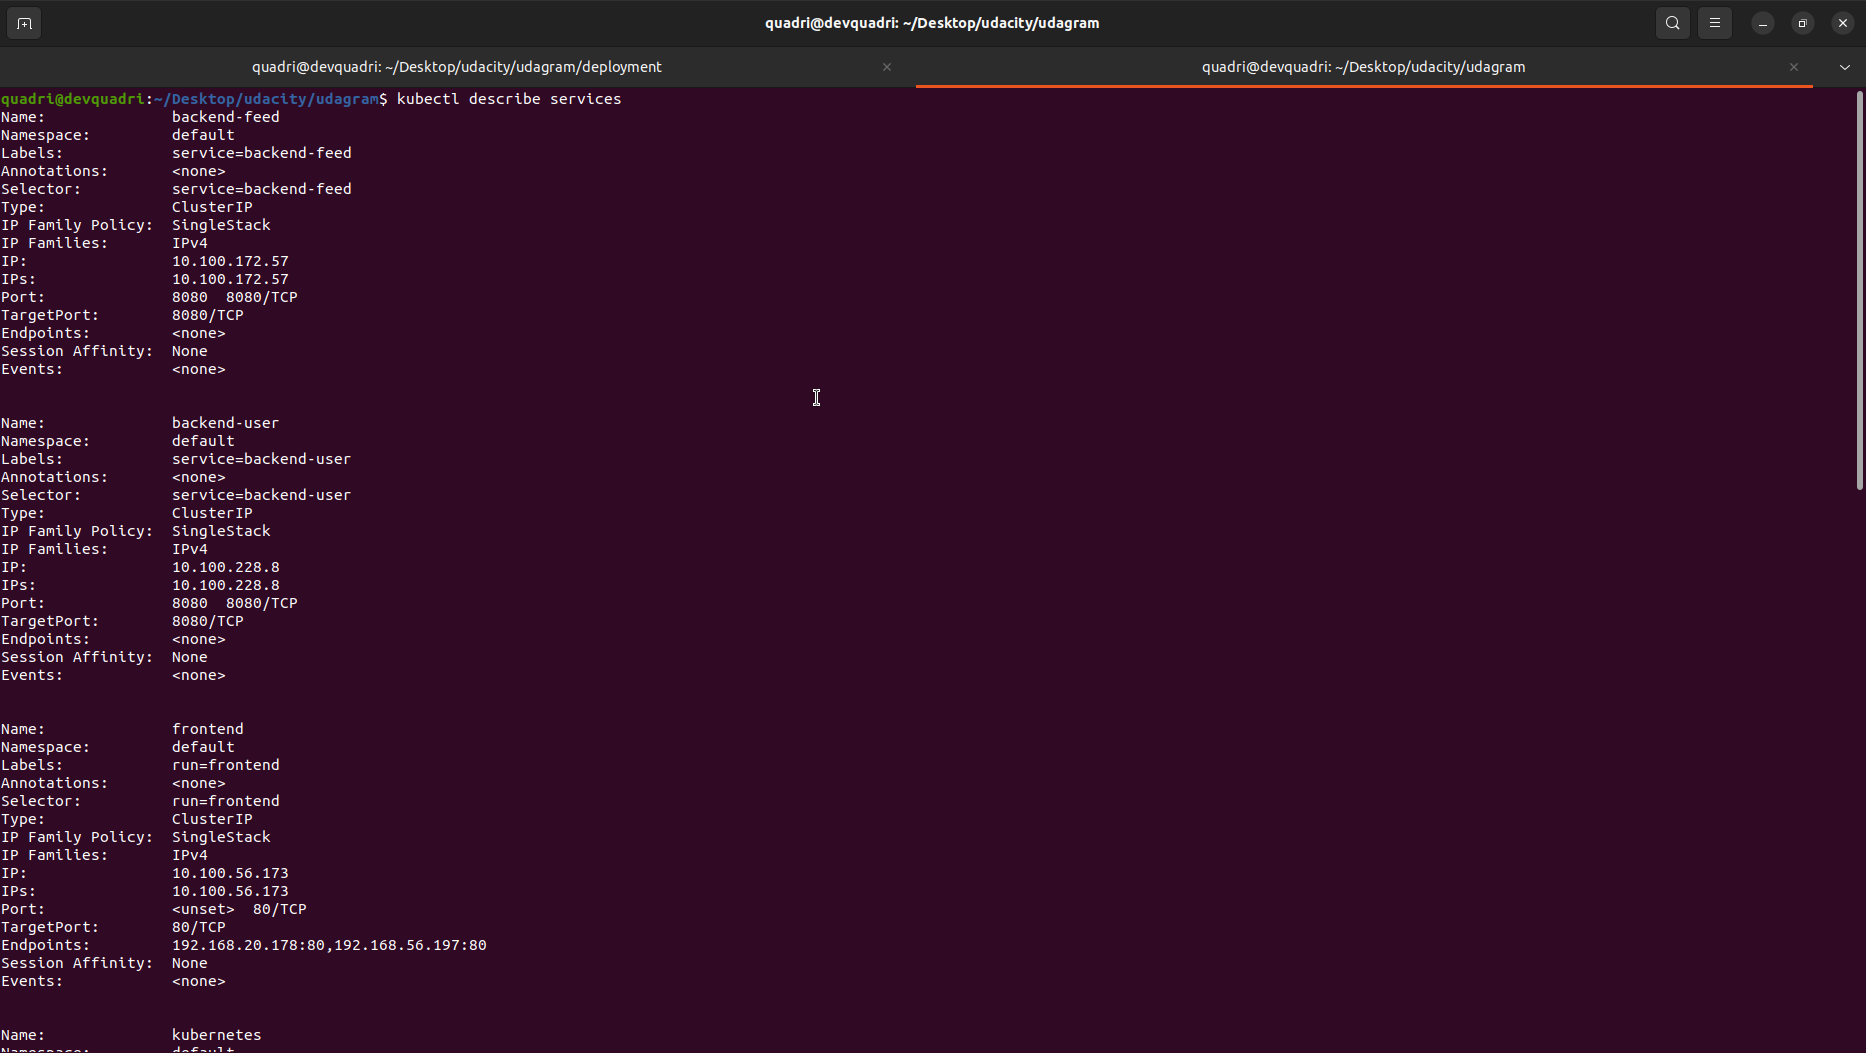 quadri@devquadri: ~/Desktop/udacity/udagram
quadri@devquadri: ~/Desktop/udacity/udagram/deployment
quadri@devquadri: ~/Desktop/udacity/udagram
quadri@devquadri:~/Desktop/udacity/udagram$ kubectl describe services
Name: backend-feed
Namespace: default
Labels: service=backend-feed
Annotations: <none>
Selector: service=backend-feed
Type: ClusterIP
IP Family Policy: SingleStack
IP Families: IPv4
IP: 10.100.172.57
IPs: 10.100.172.57
Port: 8080 8080/TCP
TargetPort: 8080/TCP
Endpoints: <none>
Session Affinity: None
Events: <none>
Name: backend-user
Namespace: default
Labels: service=backend-user
Annotations: <none>
Selector: service=backend-user
Type: ClusterIP
IP Family Policy: SingleStack
IP Families: IPv4
IP: 10.100.228.8
IPs: 10.100.228.8
Port: 8080 8080/TCP
TargetPort: 8080/TCP
Endpoints: <none>
Session Affinity: None
Events: <none>
Name: frontend
Namespace: default
Labels: run=frontend
Annotations: <none>
Selector: run=frontend
Type: ClusterIP
IP Family Policy: SingleStack
IP Families: IPv4
IP: 10.100.56.173
IPs: 10.100.56.173
Port: <unset> 80/TCP
TargetPort: 80/TCP
Endpoints: 192.168.20.178:80,192.168.56.197:80
Session Affinity: None
Events: <none>
Name: kubernetes
Namespace: default